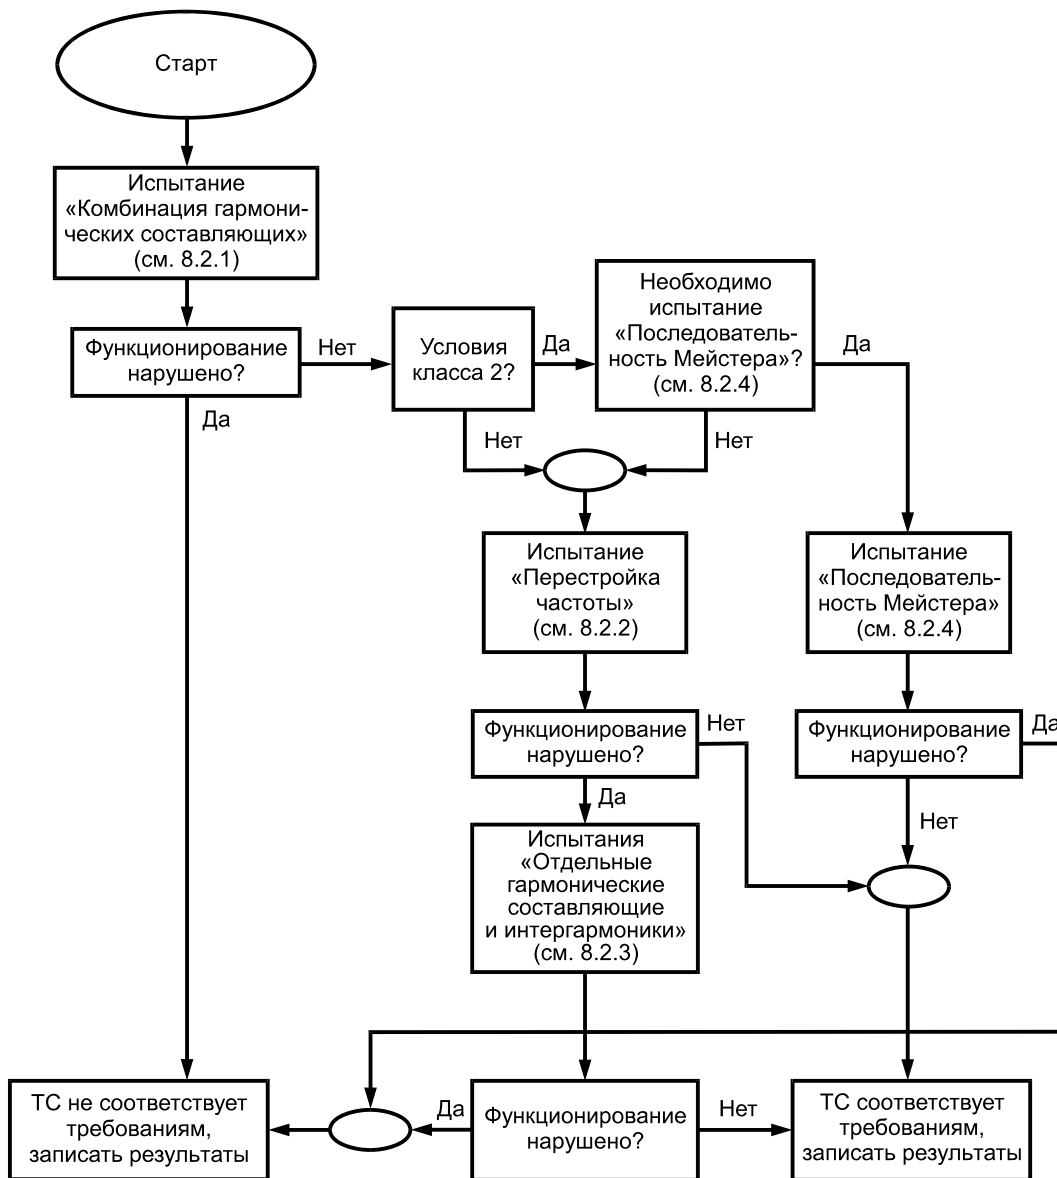 Старт
Испытание
«Комбинация гармони-
ческих составляющих»
(см. 8.2.1)
Функционирование
нарушено?
Нет
Да
Условия
класса 2?
Да
Нет
Необходимо
испытание
«Последователь-
ность Мейстера»?
(см. 8.2.4)
Да
Нет
Испытание
«Перестройка
частоты»
(см. 8.2.2)
Испытание
«Последователь-
ность Мейстера»
(см. 8.2.4)
Функционирование
нарушено?
Нет
Да
Функционирование
нарушено?
Да
Нет
Испытания
«Отдельные
гармонические
составляющие
и интергармоники»
(см. 8.2.3)
ТС не соответствует
требованиям,
записать результаты
Да
Функционирование
нарушено?
Нет
ТС соответствует
требованиям,
записать результаты